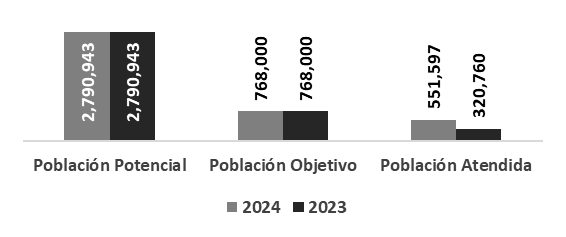 2,790,943
2,790,943
768,000
768,000
551,597
320,760
Población Potencial
Población Objetivo
Población Atendida
2024
2023